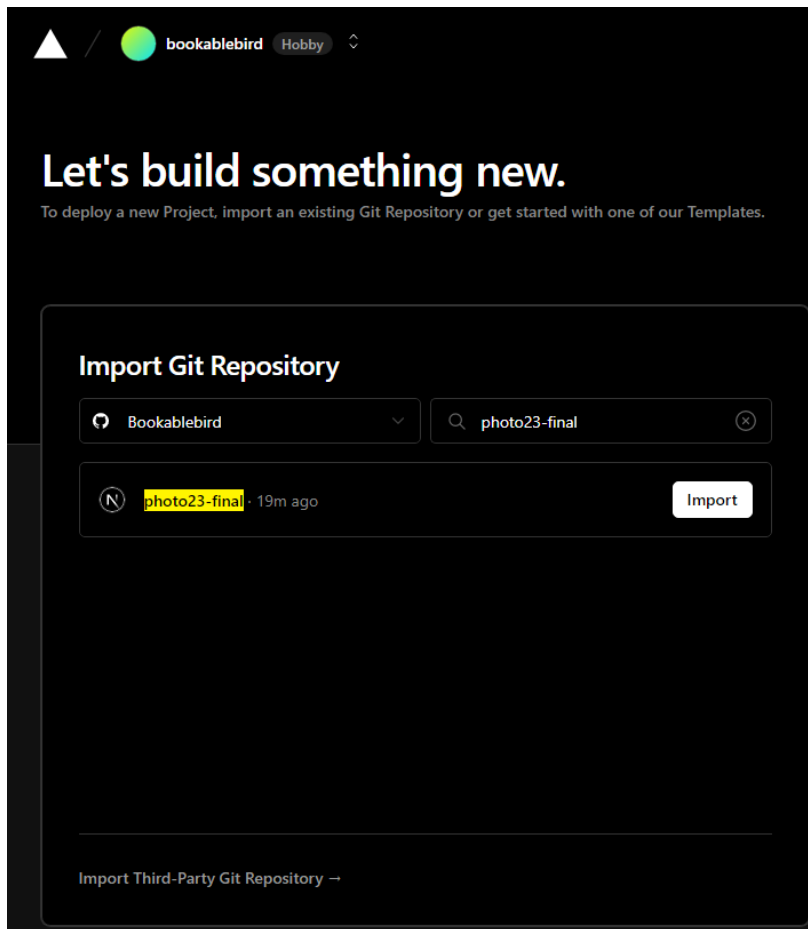 bookablebird Hobby
Let's build something new.
To deploy a new Project, import an existing Git Repository or get started with one of our Templates.
Import Git Repository
Bookablebird
photo23-final
N
photo23-final · 19m ago
Import
Import Third-Party Git Repository →